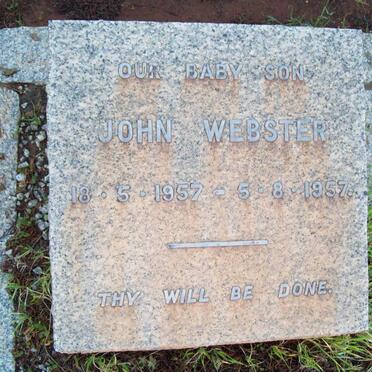 OUR BABY SON,
JOHN WEBSTER
18·5·1957 - 5·8·1957.
THY WILL BE DONE.